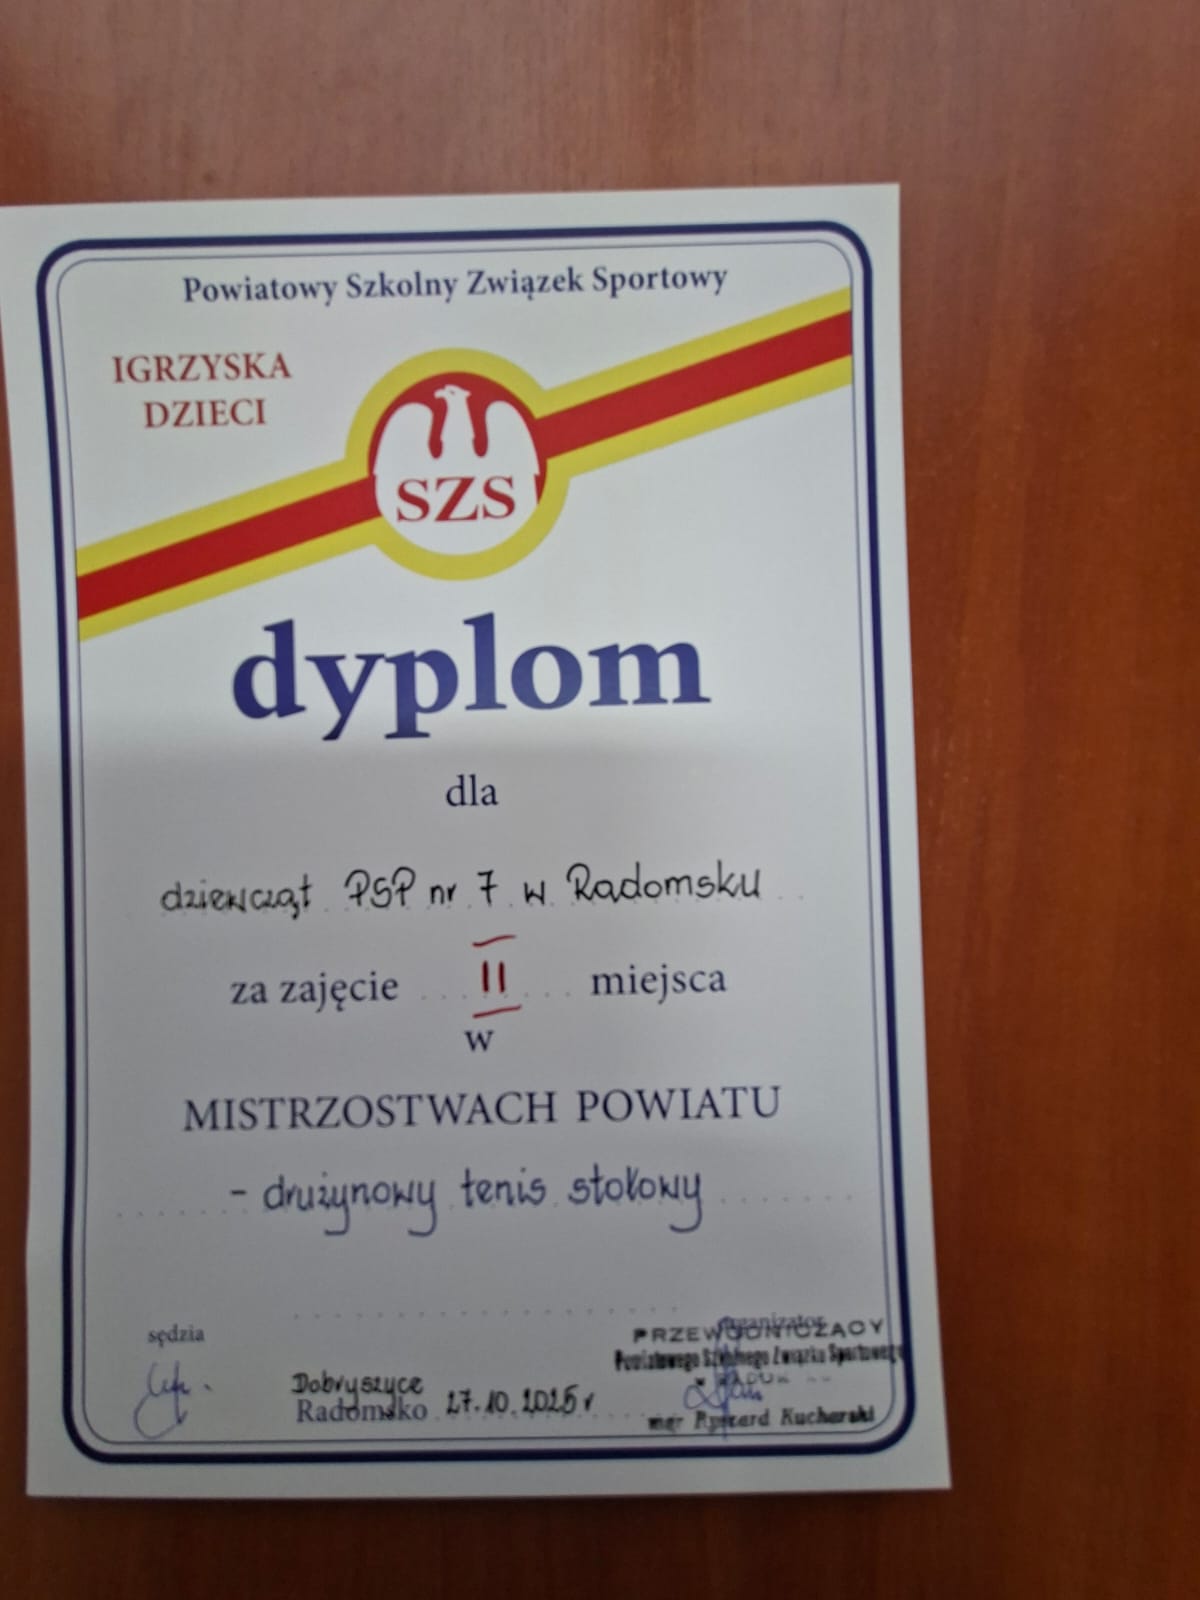 Powiatowy Szkolny Związek Sportowy
IGRZYSKA
DZIECI
SZS
dyplom
dla
dziewcząt PSP nr 7 w Radomsku
za zajęcie II miejsca
w
MISTRZOSTWACH POWIATU
- drużynowy tenis stołowy
sędzia
organizator
PRZEWODNICZĄCY
Powiatowego Szkolnego Związku Sportowego
Dobryszyce
Radomsko 27.10.2025 r
mgr Ryszard Kucharski